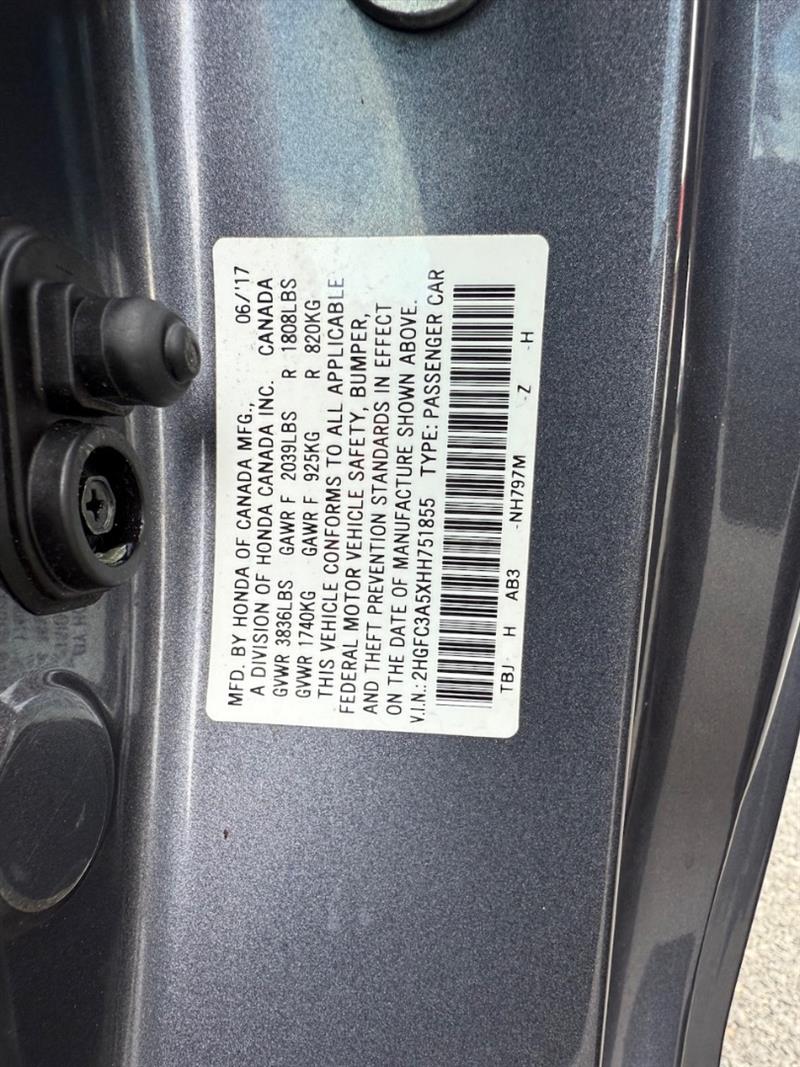 MFD. BY HONDA OF CANADA MFG., 06/'17
A DIVISION OF HONDA CANADA INC. CANADA
GVWR 3836LBS GAWR F 2039LBS R 1808LBS
GVWR 1740KG GAWR F 925KG R 820KG
THIS VEHICLE CONFORMS TO ALL APPLICABLE
FEDERAL MOTOR VEHICLE SAFETY, BUMPER,
AND THEFT PREVENTION STANDARDS IN EFFECT
ON THE DATE OF MANUFACTURE SHOWN ABOVE.
V.I.N.: 2HGFC3A5XHH751855 TYPE: PASSENGER CAR
TBJ- H AB3 -NH797M -Z -H